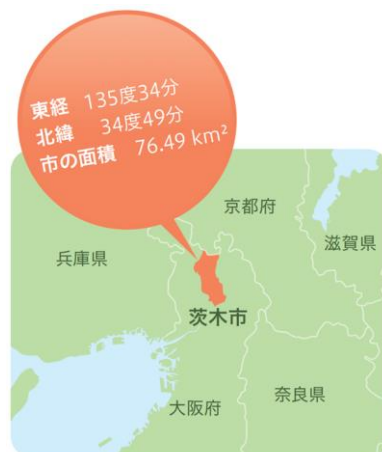 東経 135度34分
北緯 34度49分
市の面積 76.49 km²
京都府
滋賀県
兵庫県
茨木市
大阪府
奈良県